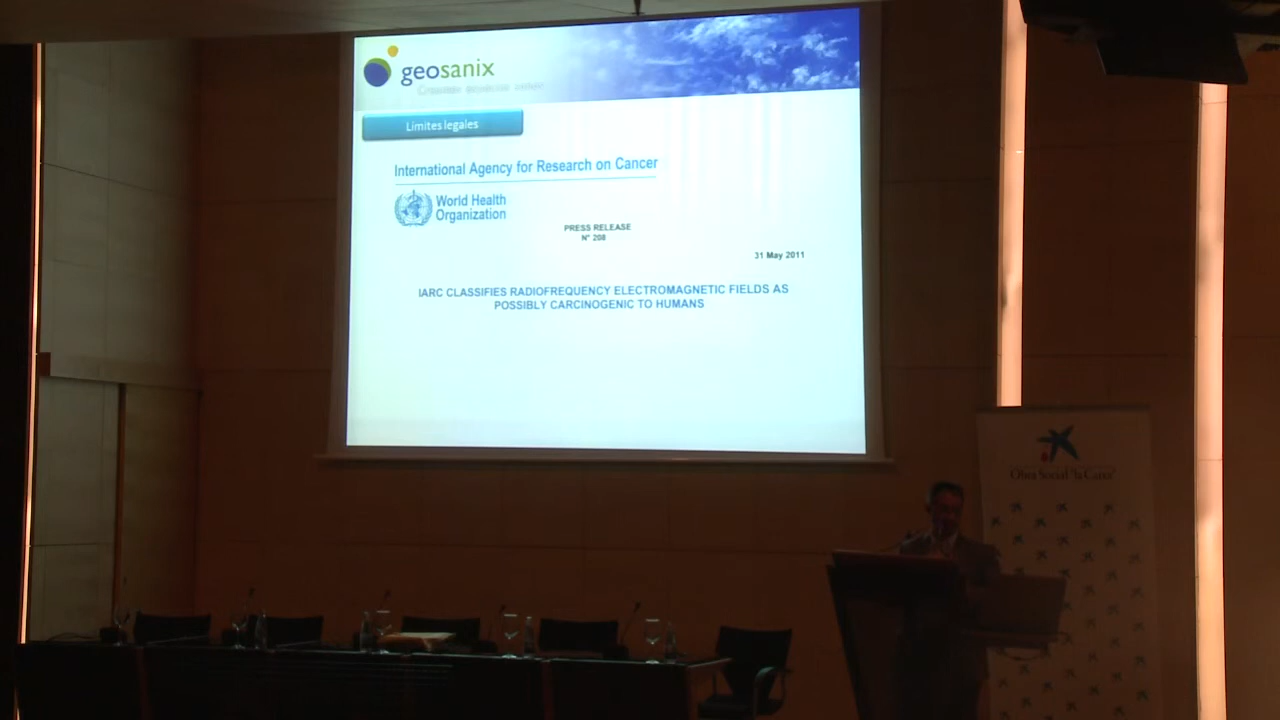 geosanix
Límites legales
International Agency for Research on Cancer
World Health
Organization
PRESS RELEASE
N° 208
31 May 2011
IARC CLASSIFIES RADIOFREQUENCY ELECTROMAGNETIC FIELDS AS
POSSIBLY CARCINOGENIC TO HUMANS
Obra Social "la Caixa"